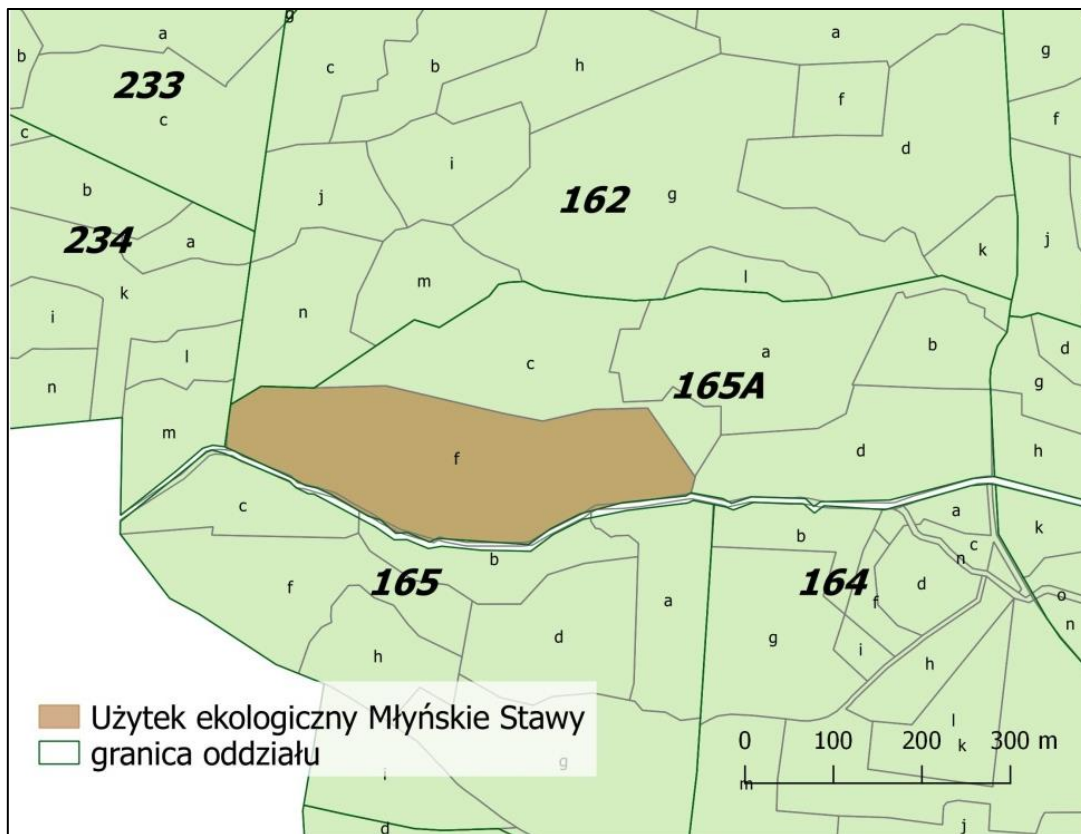 g
a
b
c
b
h
a
g
f
233
c
f
c
d
i
b
j
162
g
234
a
j
k
k
m
l
i
n
l
c
a
b
d
n
165A
g
m
f
d
h
c
a
k
b
b
c
n
165
164
f
a
f
d
o
n
g
h
d
i
h
Użytek ekologiczny Młyńskie Stawy
l
granica oddziału
0 100 200 300 m
k
g
i
m
d
j